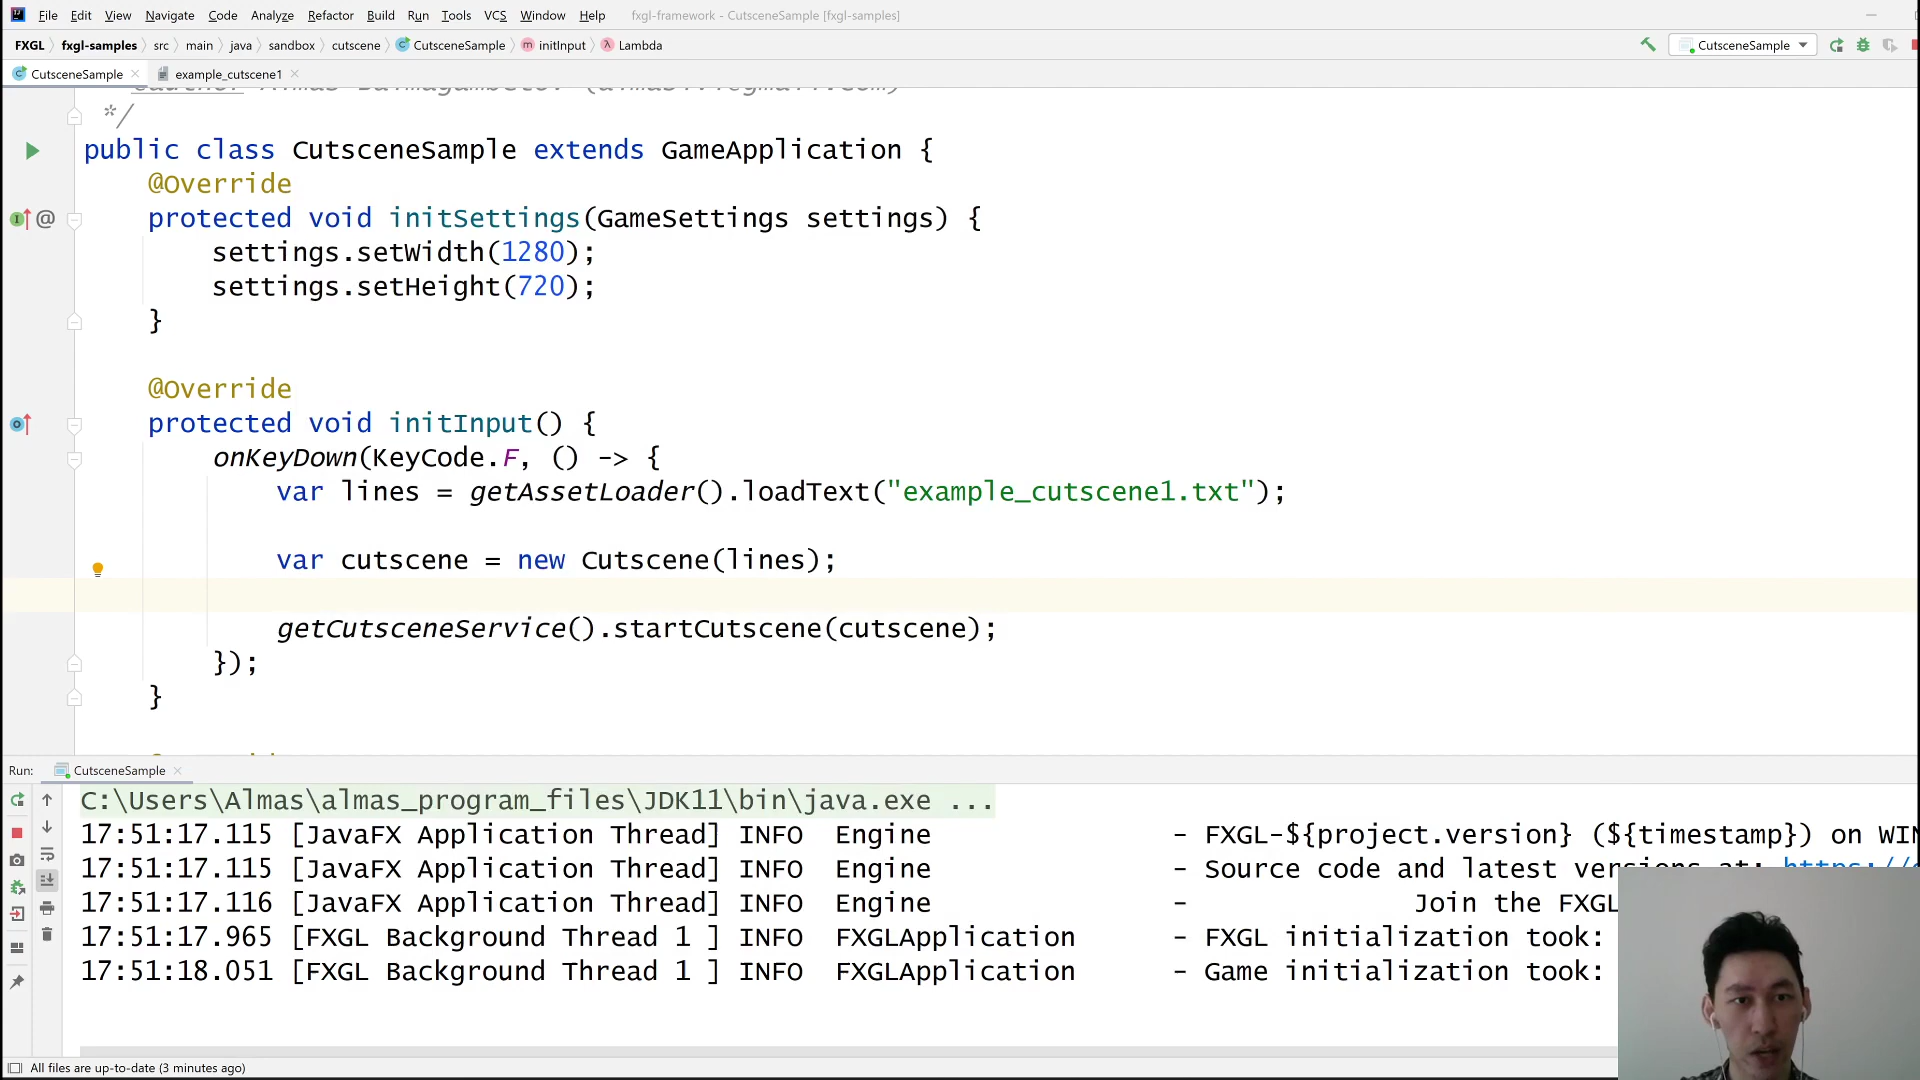 File Edit View Navigate Code Analyze Refactor Build Run Tools VCS Window Help fxgl-framework - CutsceneSample [fxgl-samples]
FXGL fxgl-samples src main java sandbox cutscene CutsceneSample initInput Lambda CutsceneSample
CutsceneSample example_cutscene1
*/
public class CutsceneSample extends GameApplication {
@Override
protected void initSettings(GameSettings settings) {
settings.setWidth(1280);
settings.setHeight(720);
}
@Override
protected void initInput() {
onKeyDown(KeyCode.F, () -> {
var lines = getAssetLoader().loadText("example_cutscene1.txt");
var cutscene = new Cutscene(lines);
getCutsceneService().startCutscene(cutscene);
});
}
Run: CutsceneSample
C:\Users\Almas\almas_program_files\JDK11\bin\java.exe ...
17:51:17.115 [JavaFX Application Thread] INFO Engine - FXGL-${project.version} (${timestamp}) on WIN
17:51:17.115 [JavaFX Application Thread] INFO Engine - Source code and latest versions at: https://
17:51:17.116 [JavaFX Application Thread] INFO Engine - Join the FXGL
17:51:17.965 [FXGL Background Thread 1 ] INFO FXGLApplication - FXGL initialization took:
17:51:18.051 [FXGL Background Thread 1 ] INFO FXGLApplication - Game initialization took:
All files are up-to-date (3 minutes ago)